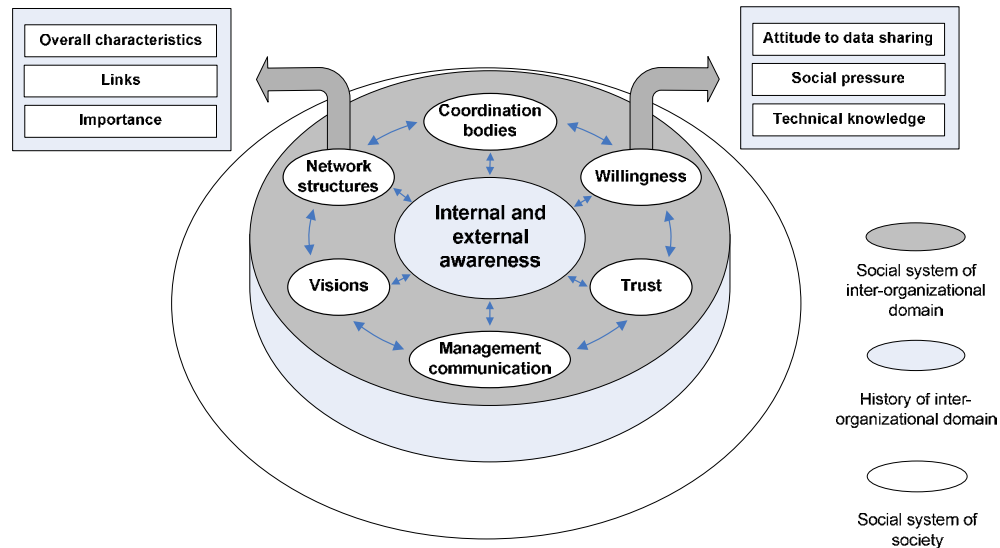 Overall characteristics
Links
Importance
Attitude to data sharing
Social pressure
Technical knowledge
Coordination
bodies
Network
structures
Willingness
Internal and
external
awareness
Visions
Trust
Management
communication
Social system of
inter-organizational
domain
History of inter-
organizational domain
Social system of
society